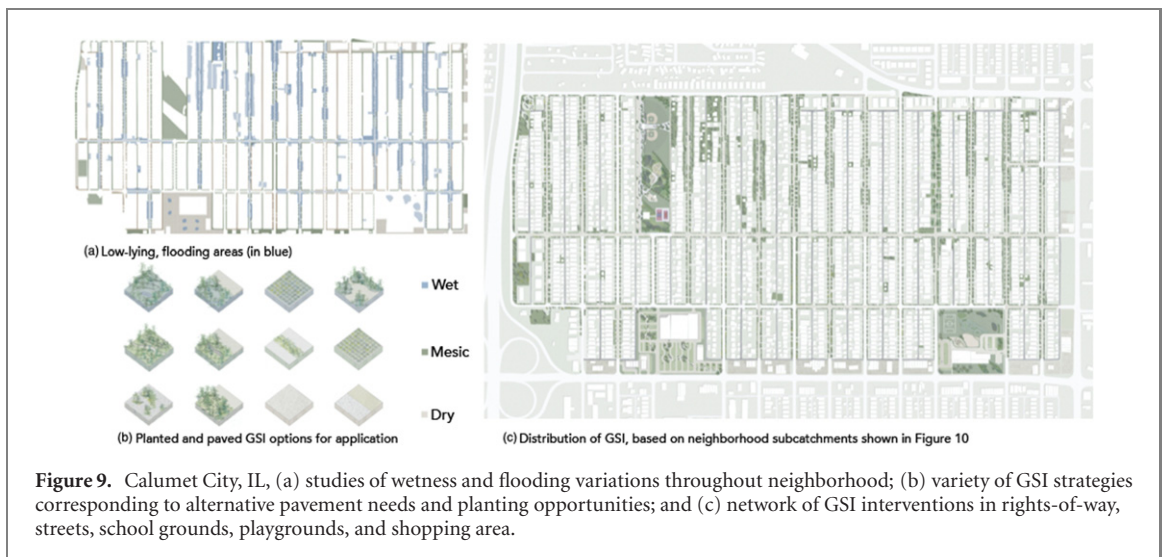 (a) Low-lying, flooding areas (in blue)
Wet
Mesic
Dry
(b) Planted and paved GSI options for application
(c) Distribution of GSI, based on neighborhood subcatchments shown in Figure 10
Figure 9. Calumet City, IL, (a) studies of wetness and flooding variations throughout neighborhood; (b) variety of GSI strategies
corresponding to alternative pavement needs and planting opportunities; and (c) network of GSI interventions in rights-of-way,
streets, school grounds, playgrounds, and shopping area.